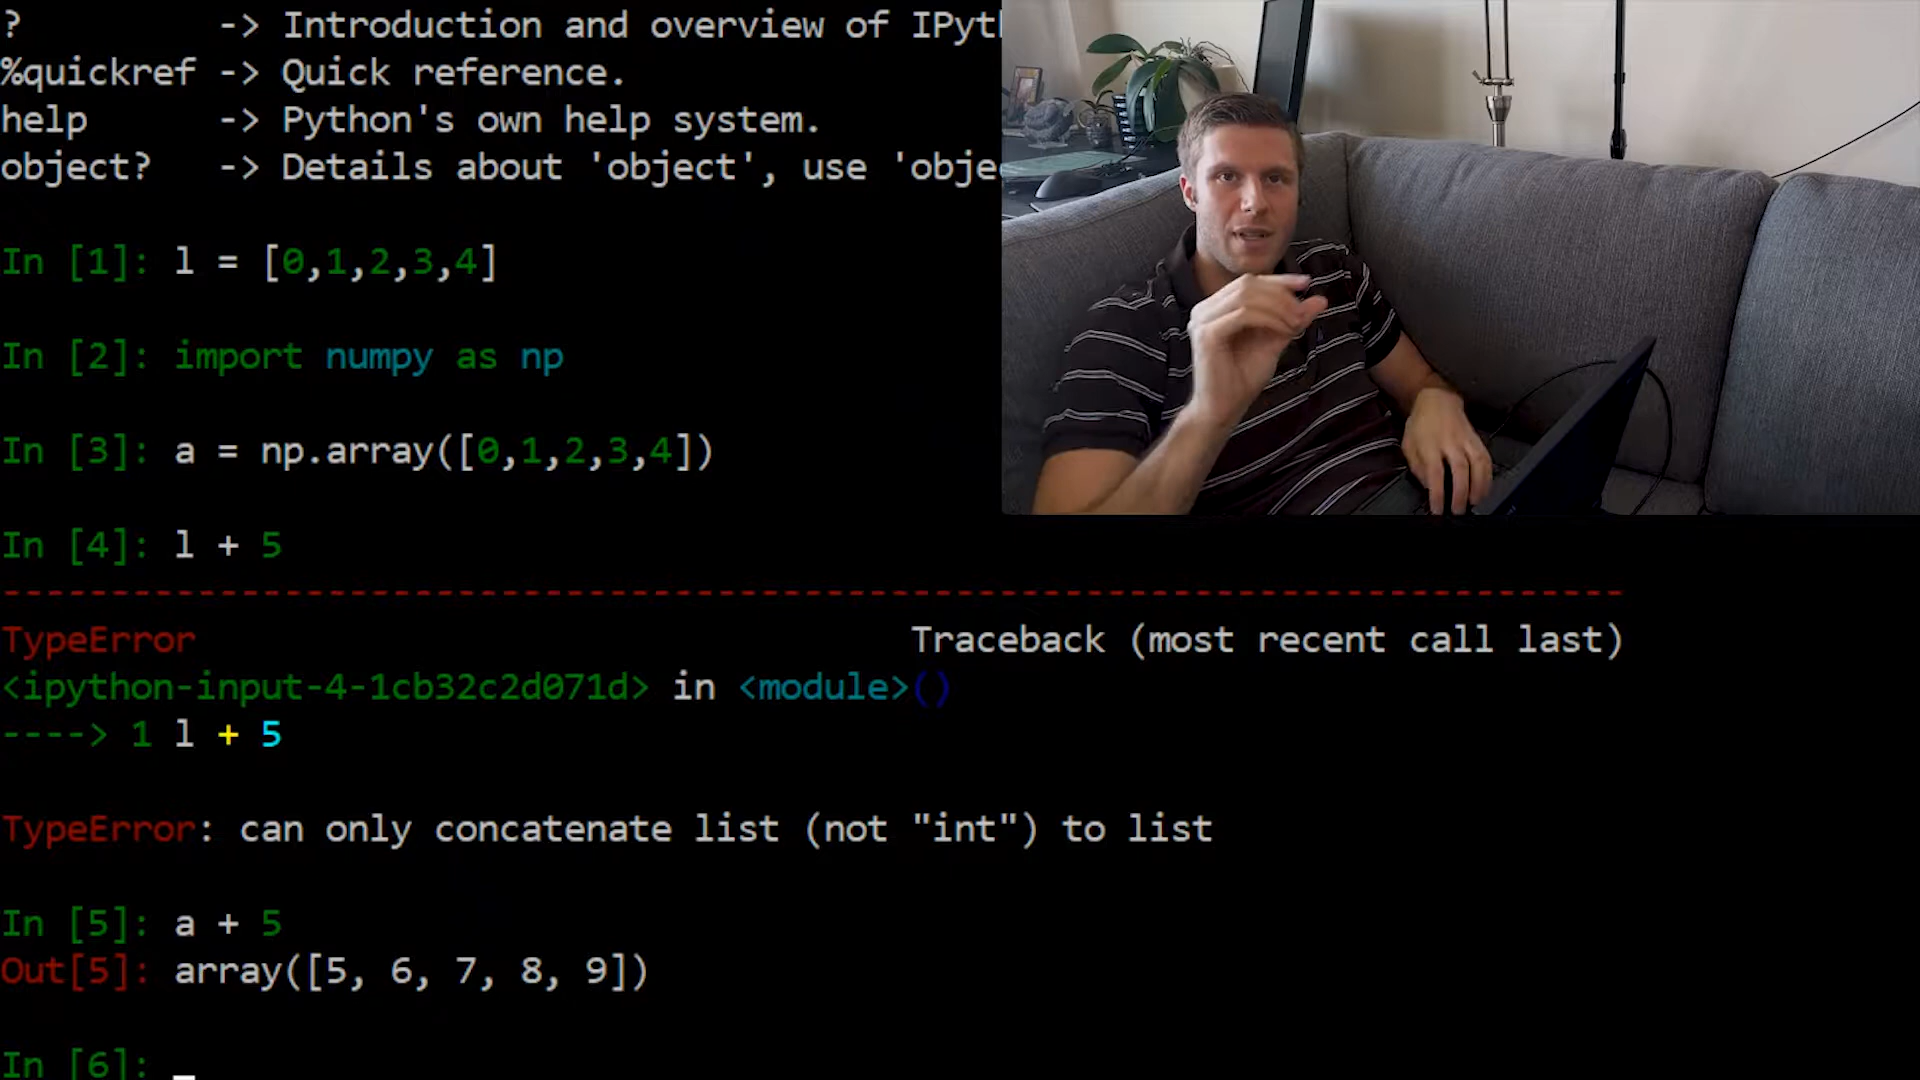 ? -> Introduction and overview of IPyt
%quickref -> Quick reference.
help -> Python's own help system.
object? -> Details about 'object', use 'obje
In [1]: l = [0,1,2,3,4]
In [2]: import numpy as np
In [3]: a = np.array([0,1,2,3,4])
In [4]: l + 5
---------------------------------------------------------------------------
TypeError Traceback (most recent call last)
<ipython-input-4-1cb32c2d071d> in <module>()
----> 1 l + 5
TypeError: can only concatenate list (not "int") to list
In [5]: a + 5
Out[5]: array([5, 6, 7, 8, 9])
In [6]: